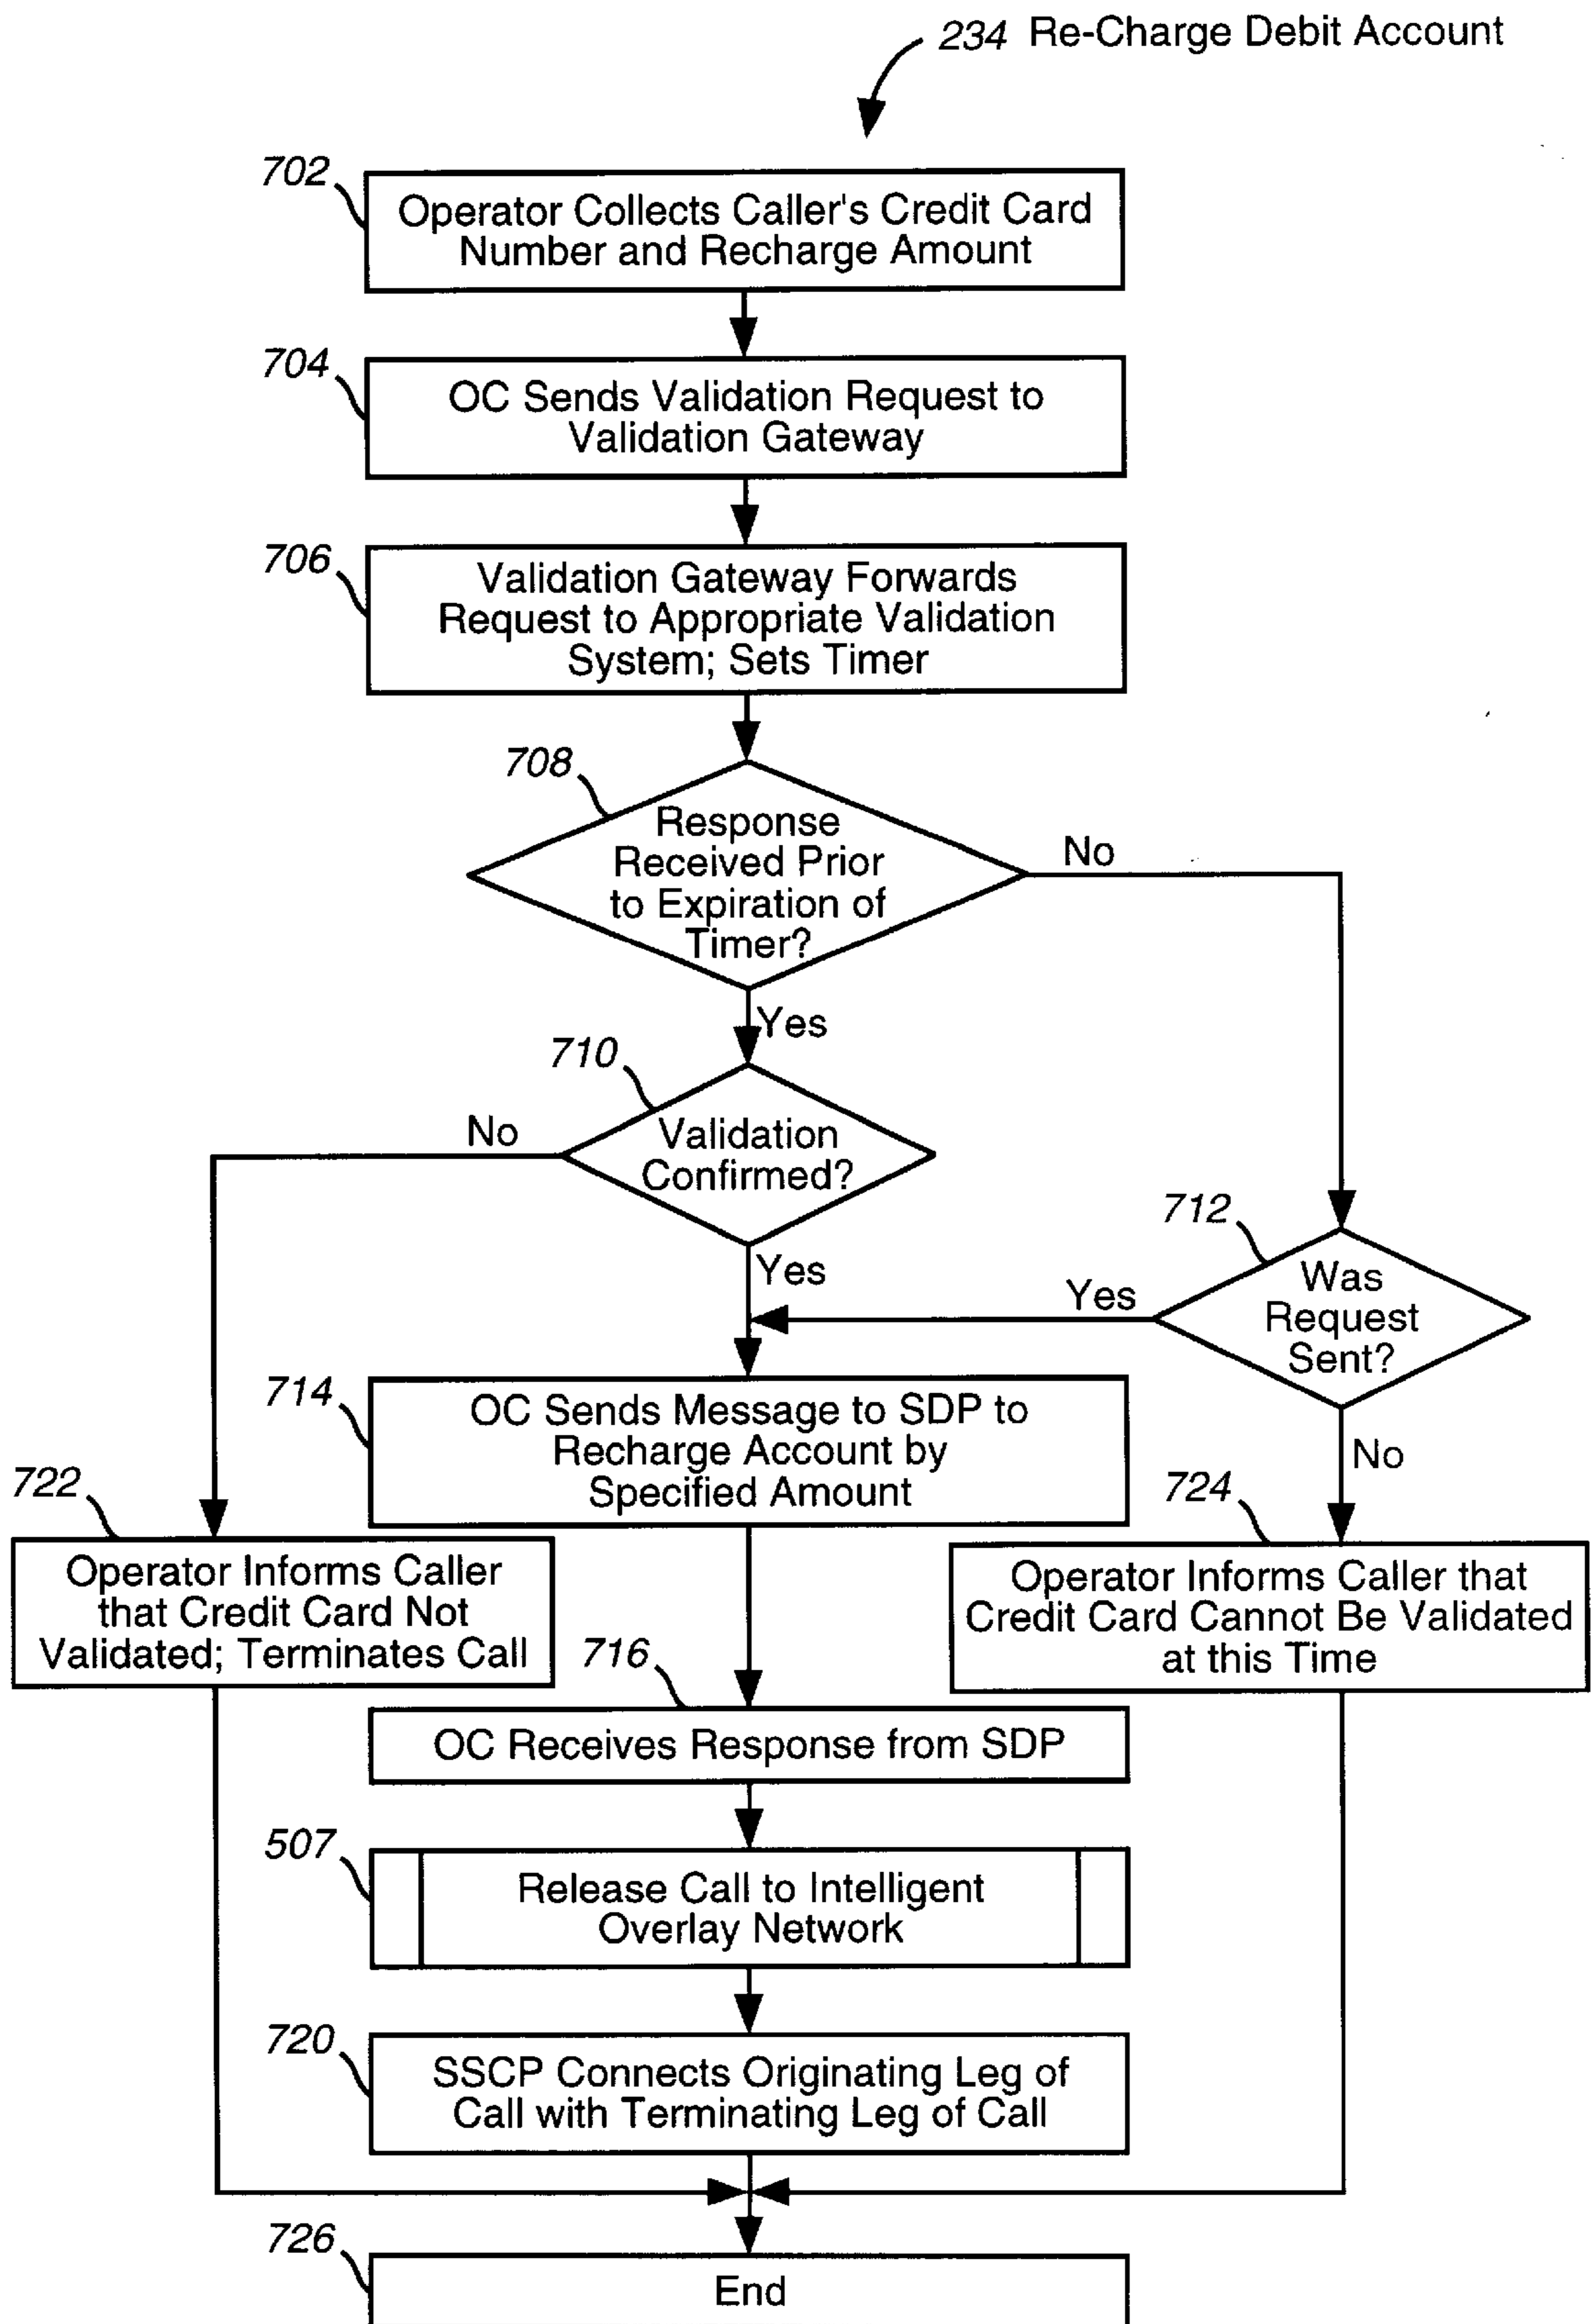 234 Re-Charge Debit Account
702
Operator Collects Caller's Credit Card
Number and Recharge Amount
704
OC Sends Validation Request to
Validation Gateway
706
Validation Gateway Forwards
Request to Appropriate Validation
System; Sets Timer
708
Response
Received Prior
to Expiration of
Timer?
No
Yes
710
Validation
Confirmed?
No
Yes
712
Was
Request
Sent?
Yes
No
714
OC Sends Message to SDP to
Recharge Account by
Specified Amount
722
Operator Informs Caller
that Credit Card Not
Validated; Terminates Call
724
Operator Informs Caller that
Credit Card Cannot Be Validated
at this Time
716
OC Receives Response from SDP
507
Release Call to Intelligent
Overlay Network
720
SSCP Connects Originating Leg of
Call with Terminating Leg of Call
726
End